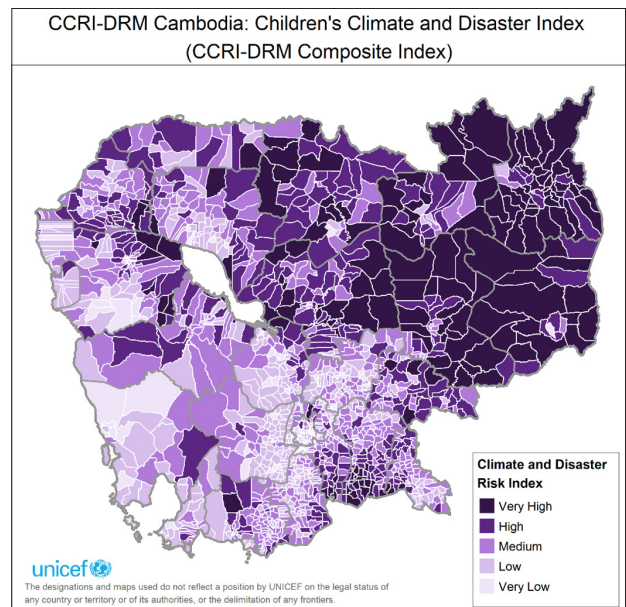 CCRI-DRM Cambodia: Children's Climate and Disaster Index
(CCRI-DRM Composite Index)
Climate and Disaster
Risk Index
Very High
High
Medium
Low
Very Low
unicef
The designations and maps used do not reflect a position by UNICEF on the legal status of
any country or territory or of its authorities, or the delimitation of any frontiers.